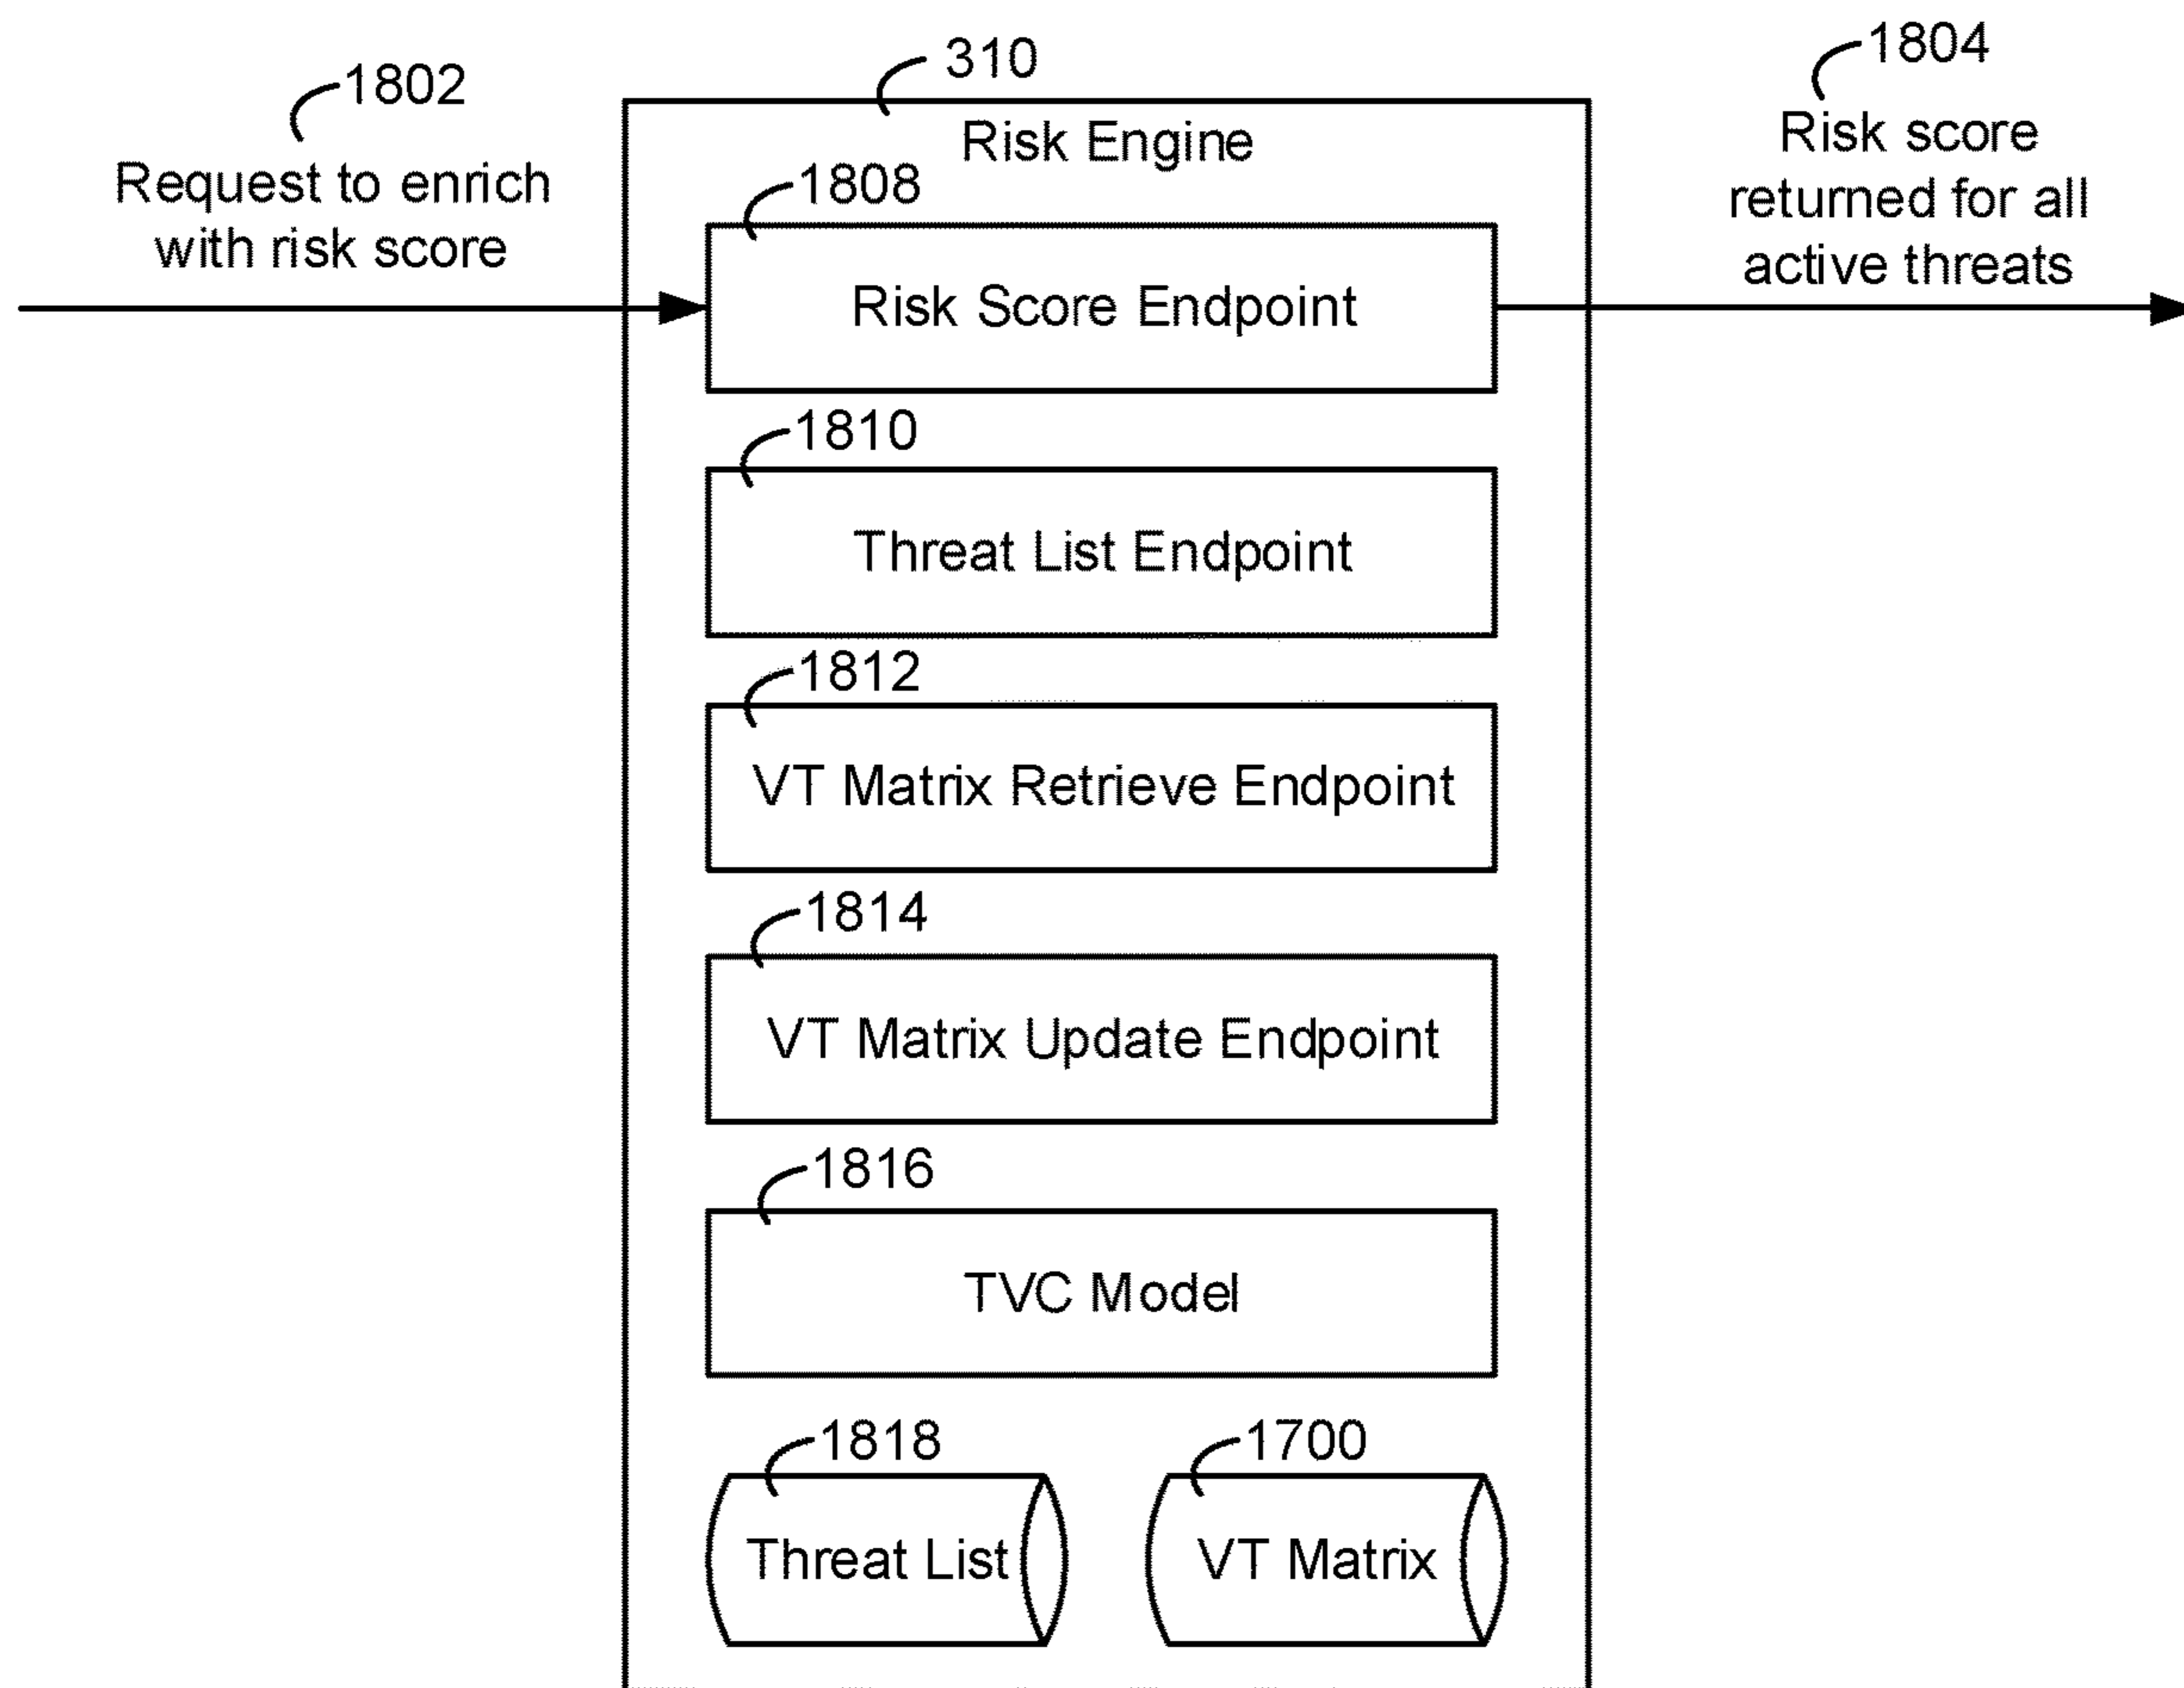 310
1804
1802
Risk Engine
Risk score
returned for all
active threats
Request to enrich
with risk score
1808
Risk Score Endpoint
1810
Threat List Endpoint
1812
VT Matrix Retrieve Endpoint
1814
VT Matrix Update Endpoint
1816
TVC Model
1818
1700
Threat List
VT Matrix